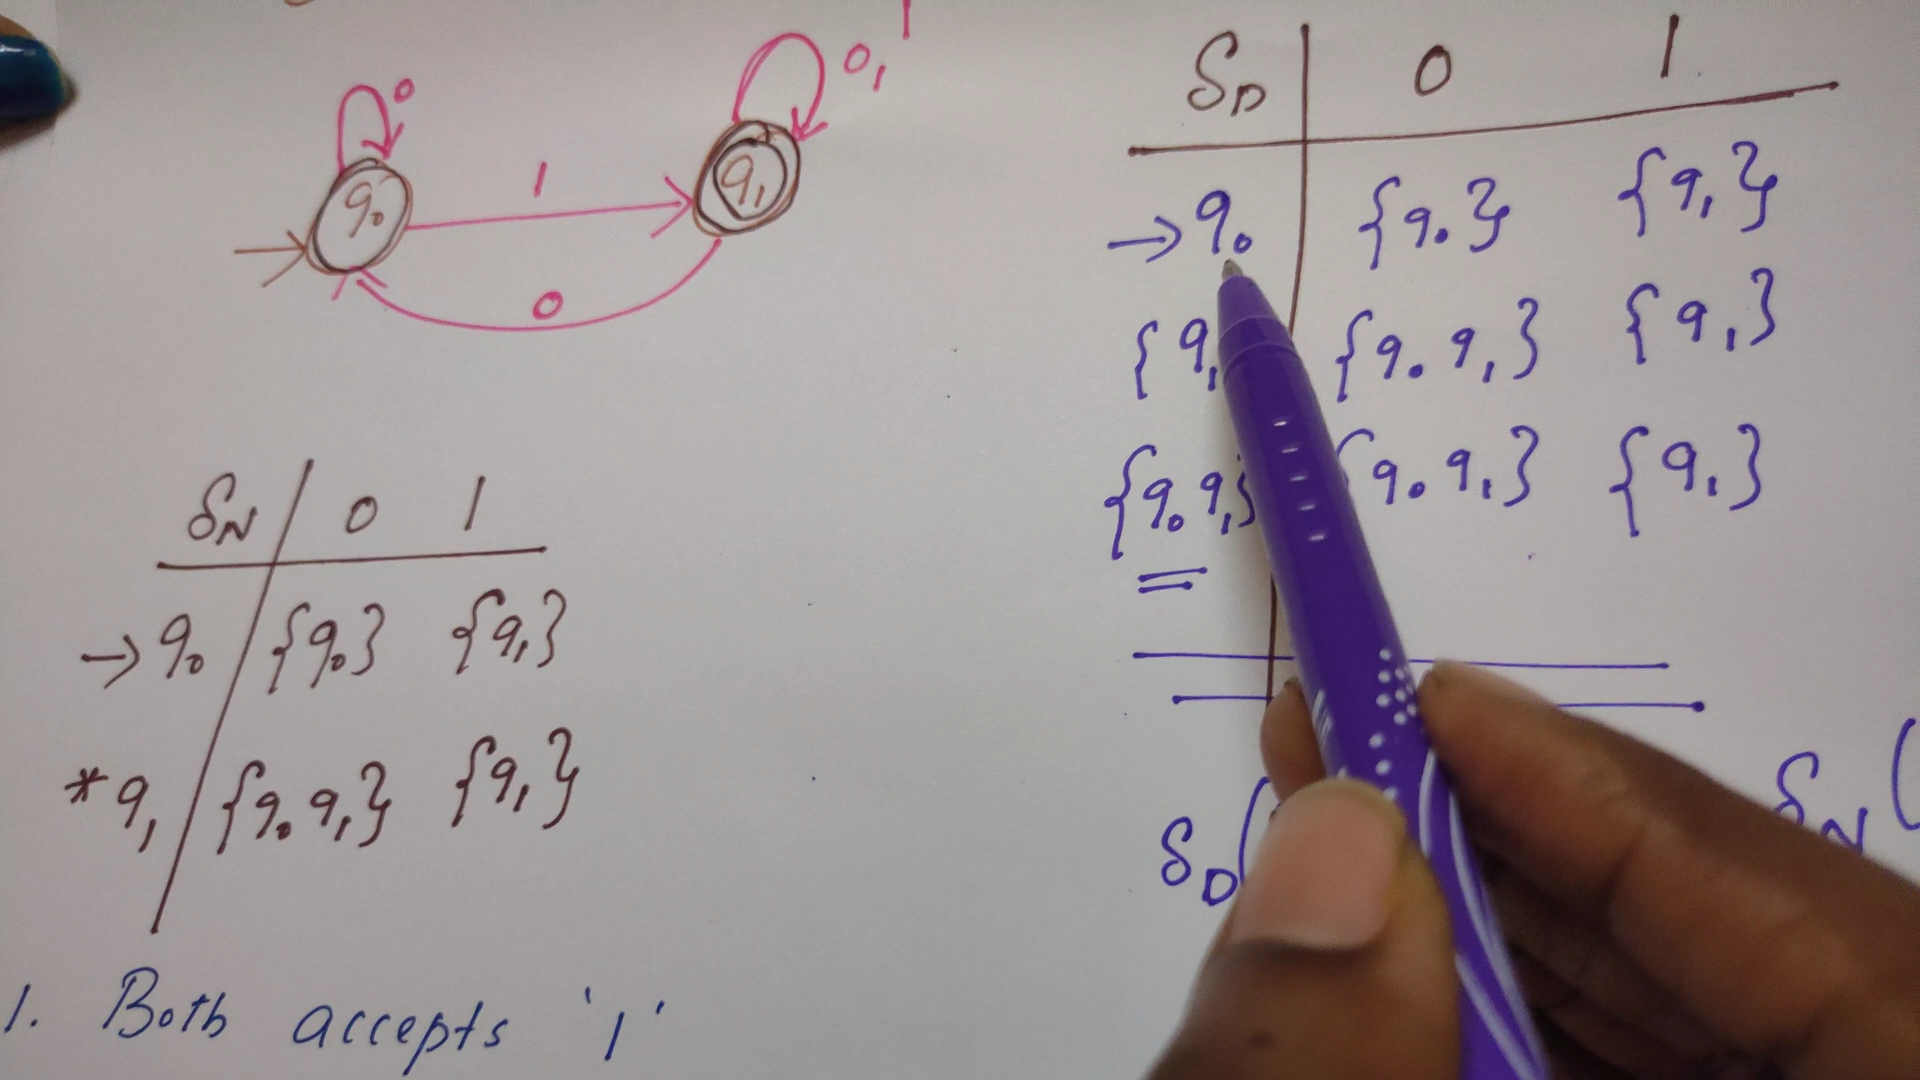 0
0, 1
q0
1
q1
0
δN 0 1
→ q0 {q0} {q1}
* q1 {q0 q1} {q1}
1. Both accepts '1'
δD 0 1
→ q0 {q0} {q1}
{q1 {q0 q1} {q1}
{q0 q1} {q0 q1} {q1}
δD( δN(